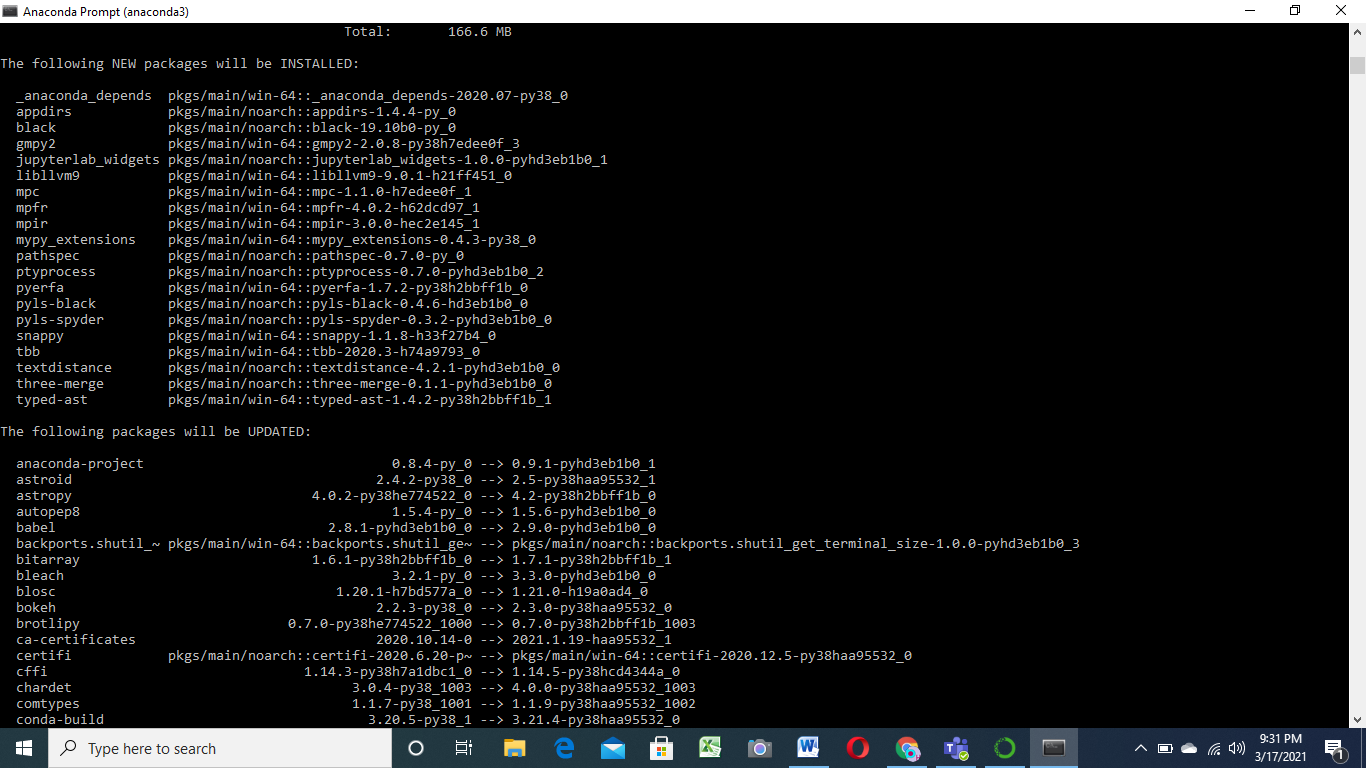 Anaconda Prompt (anaconda3)
Total: 166.6 MB
The following NEW packages will be INSTALLED:
_anaconda_depends pkgs/main/win-64::_anaconda_depends-2020.07-py38_0
appdirs pkgs/main/noarch::appdirs-1.4.4-py_0
black pkgs/main/noarch::black-19.10b0-py_0
gmpy2 pkgs/main/win-64::gmpy2-2.0.8-py38h7edee0f_3
jupyterlab_widgets pkgs/main/noarch::jupyterlab_widgets-1.0.0-pyhd3eb1b0_1
libllvm9 pkgs/main/win-64::libllvm9-9.0.1-h21ff451_0
mpc pkgs/main/win-64::mpc-1.1.0-h7edee0f_1
mpfr pkgs/main/win-64::mpfr-4.0.2-h62dcd97_1
mpir pkgs/main/win-64::mpir-3.0.0-hec2e145_1
mypy_extensions pkgs/main/win-64::mypy_extensions-0.4.3-py38_0
pathspec pkgs/main/noarch::pathspec-0.7.0-py_0
ptyprocess pkgs/main/noarch::ptyprocess-0.7.0-pyhd3eb1b0_2
pyerfa pkgs/main/win-64::pyerfa-1.7.2-py38h2bbff1b_0
pyls-black pkgs/main/noarch::pyls-black-0.4.6-hd3eb1b0_0
pyls-spyder pkgs/main/noarch::pyls-spyder-0.3.2-pyhd3eb1b0_0
snappy pkgs/main/win-64::snappy-1.1.8-h33f27b4_0
tbb pkgs/main/win-64::tbb-2020.3-h74a9793_0
textdistance pkgs/main/noarch::textdistance-4.2.1-pyhd3eb1b0_0
three-merge pkgs/main/noarch::three-merge-0.1.1-pyhd3eb1b0_0
typed-ast pkgs/main/win-64::typed-ast-1.4.2-py38h2bbff1b_1
The following packages will be UPDATED:
anaconda-project 0.8.4-py_0 --> 0.9.1-pyhd3eb1b0_1
astroid 2.4.2-py38_0 --> 2.5-py38haa95532_1
astropy 4.0.2-py38he774522_0 --> 4.2-py38h2bbff1b_0
autopep8 1.5.4-py_0 --> 1.5.6-pyhd3eb1b0_0
babel 2.8.1-pyhd3eb1b0_0 --> 2.9.0-pyhd3eb1b0_0
backports.shutil_~ pkgs/main/win-64::backports.shutil_ge~ --> pkgs/main/noarch::backports.shutil_get_terminal_size-1.0.0-pyhd3eb1b0_3
bitarray 1.6.1-py38h2bbff1b_0 --> 1.7.1-py38h2bbff1b_1
bleach 3.2.1-py_0 --> 3.3.0-pyhd3eb1b0_0
blosc 1.20.1-h7bd577a_0 --> 1.21.0-h19a0ad4_0
bokeh 2.2.3-py38_0 --> 2.3.0-py38haa95532_0
brotlipy 0.7.0-py38he774522_1000 --> 0.7.0-py38h2bbff1b_1003
ca-certificates 2020.10.14-0 --> 2021.1.19-haa95532_1
certifi pkgs/main/noarch::certifi-2020.6.20-p~ --> pkgs/main/win-64::certifi-2020.12.5-py38haa95532_0
cffi 1.14.3-py38h7a1dbc1_0 --> 1.14.5-py38hcd4344a_0
chardet 3.0.4-py38_1003 --> 4.0.0-py38haa95532_1003
comtypes 1.1.7-py38_1001 --> 1.1.9-py38haa95532_1002
conda-build 3.20.5-py38_1 --> 3.21.4-py38haa95532_0
Type here to search
9:31 PM
3/17/2021
1